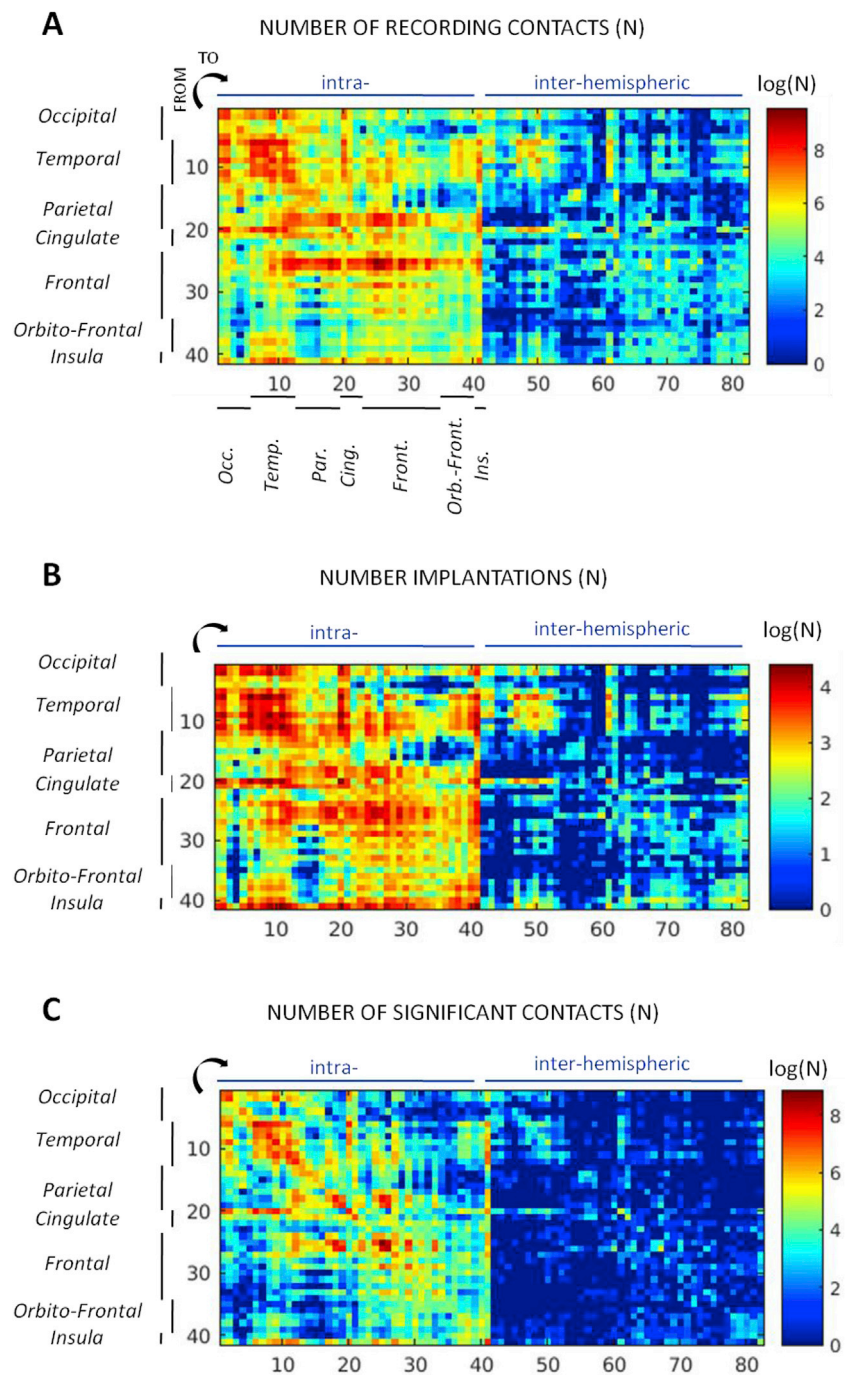 A
NUMBER OF RECORDING CONTACTS (N)
FROM
TO
intra-
inter-hemispheric
log(N)
Occipital
Temporal
Parietal
Cingulate
Frontal
Orbito-Frontal
Insula
10
20
30
40
8
6
4
2
0
10 20 30 40 50 60 70 80
Occ.
Temp.
Par.
Cing.
Front.
Orb.-Front.
Ins.
B
NUMBER IMPLANTATIONS (N)
intra-
inter-hemispheric
log(N)
Occipital
Temporal
Parietal
Cingulate
Frontal
Orbito-Frontal
Insula
10
20
30
40
4
3
2
1
0
10 20 30 40 50 60 70 80
C
NUMBER OF SIGNIFICANT CONTACTS (N)
intra-
inter-hemispheric
log(N)
Occipital
Temporal
Parietal
Cingulate
Frontal
Orbito-Frontal
Insula
10
20
30
40
8
6
4
2
0
10 20 30 40 50 60 70 80